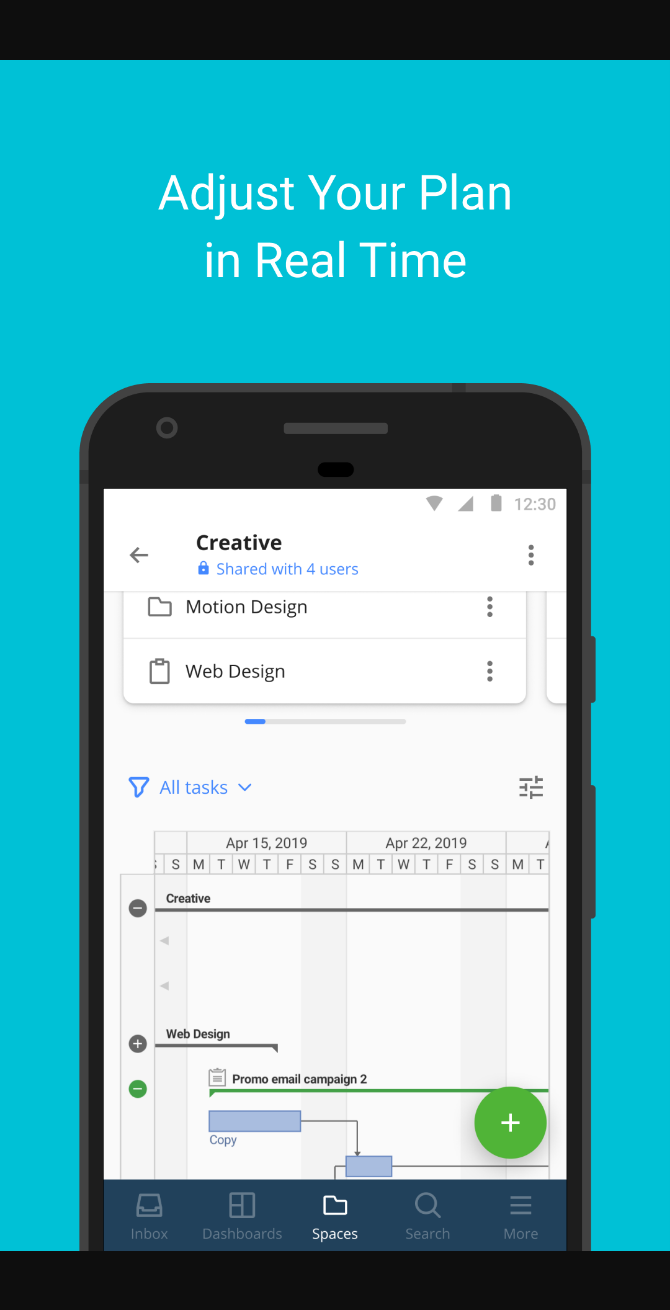 Adjust Your Plan
in Real Time
12:30
Creative
Shared with 4 users
Motion Design
Web Design
All tasks
Apr 15, 2019 Apr 22, 2019
S M T W T F S S M T W T F S S M T
Creative
Web Design
Promo email campaign 2
Copy
Inbox Dashboards Spaces Search More